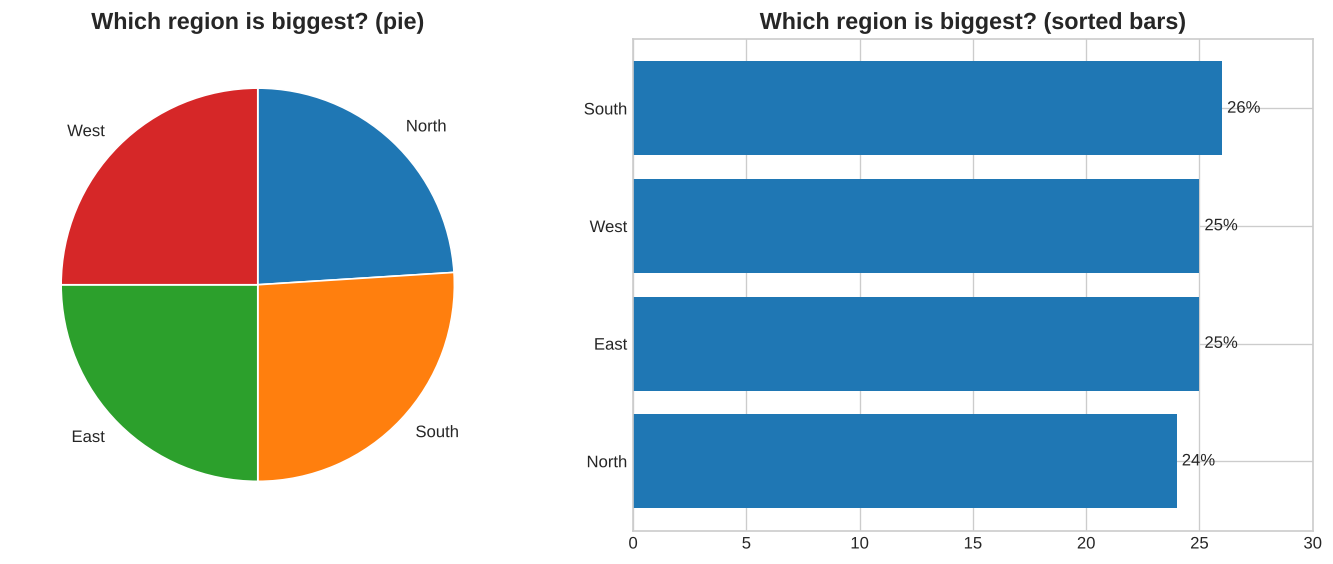 Which region is biggest? (pie)
North
West
East
South
Which region is biggest? (sorted bars)
South
26%
West
25%
East
25%
North
24%
0 5 10 15 20 25 30